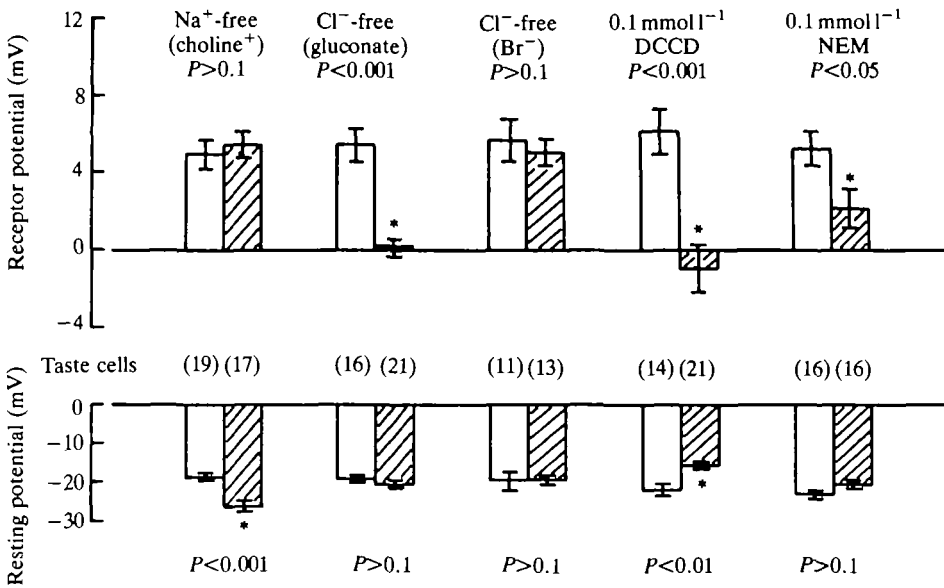 Receptor potential (mV)
12
8
4
0
−4
Na⁺-free
(choline⁺)
P>0.1
Cl⁻-free
(gluconate)
P<0.001
Cl⁻-free
(Br⁻)
P>0.1
0.1 mmol l⁻¹
DCCD
P<0.001
0.1 mmol l⁻¹
NEM
P<0.05
*
*
*
Taste cells (19) (17) (16) (21) (11) (13) (14) (21) (16) (16)
Resting potential (mV)
0
−10
−20
−30
*
*
P<0.001 P>0.1 P>0.1 P<0.01 P>0.1